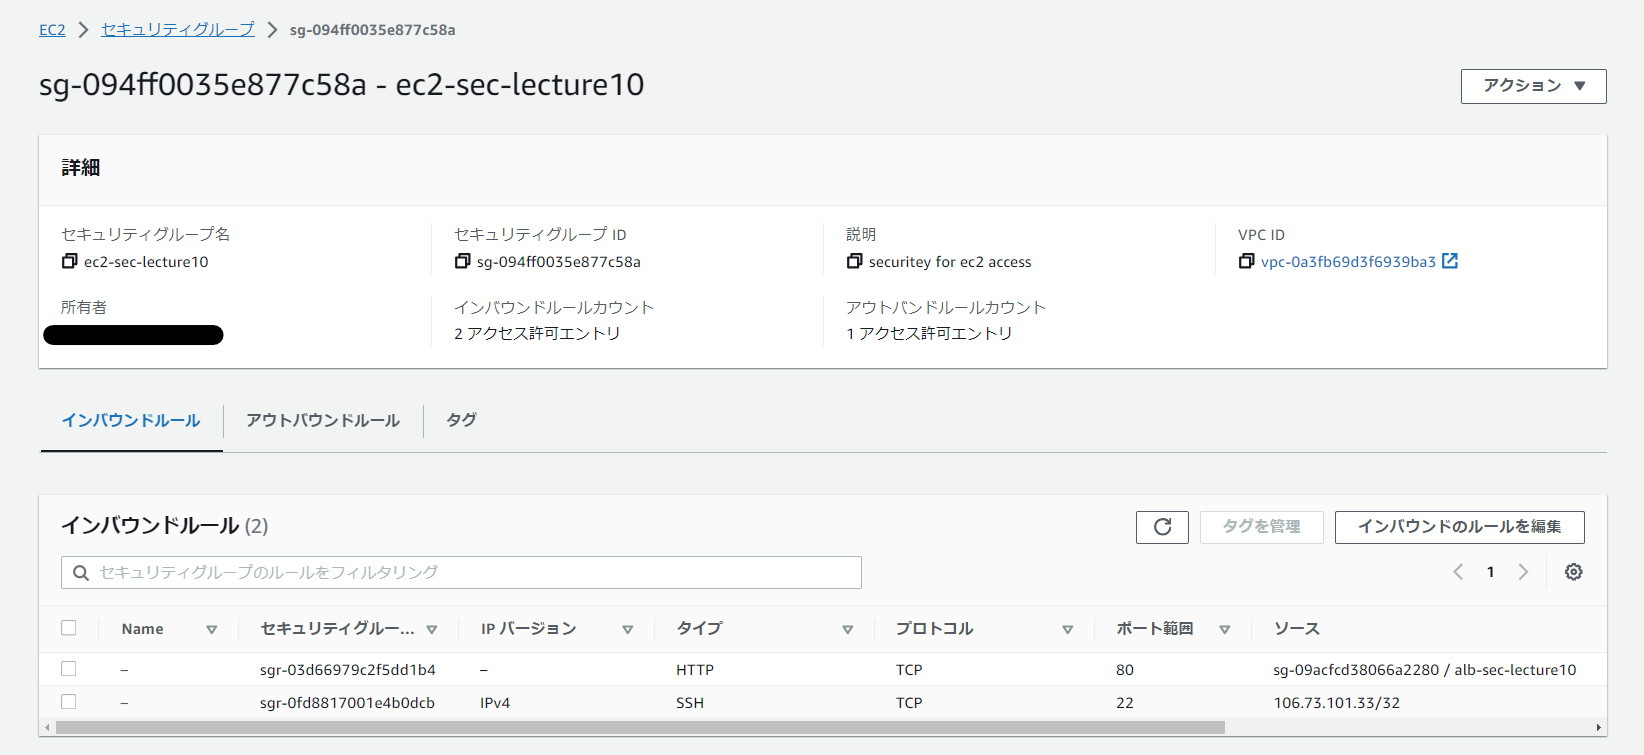 EC2 > セキュリティグループ > sg-094ff0035e877c58a
sg-094ff0035e877c58a - ec2-sec-lecture10
アクション ▼
詳細
セキュリティグループ名 セキュリティグループ ID 説明 VPC ID
ec2-sec-lecture10 sg-094ff0035e877c58a securitey for ec2 access vpc-0a3fb69d3f6939ba3
所有者 インバウンドルールカウント アウトバンドルールカウント
2 アクセス許可エントリ 1 アクセス許可エントリ
インバウンドルール アウトバウンドルール タグ
インバウンドルール (2) タグを管理 インバウンドのルールを編集
セキュリティグループのルールをフィルタリング 1
Name セキュリティグルー... IP バージョン タイプ プロトコル ポート範囲 ソース
– sgr-03d66979c2f5dd1b4 – HTTP TCP 80 sg-09acfcd38066a2280 / alb-sec-lecture10
– sgr-0fd8817001e4b0dcb IPv4 SSH TCP 22 106.73.101.33/32